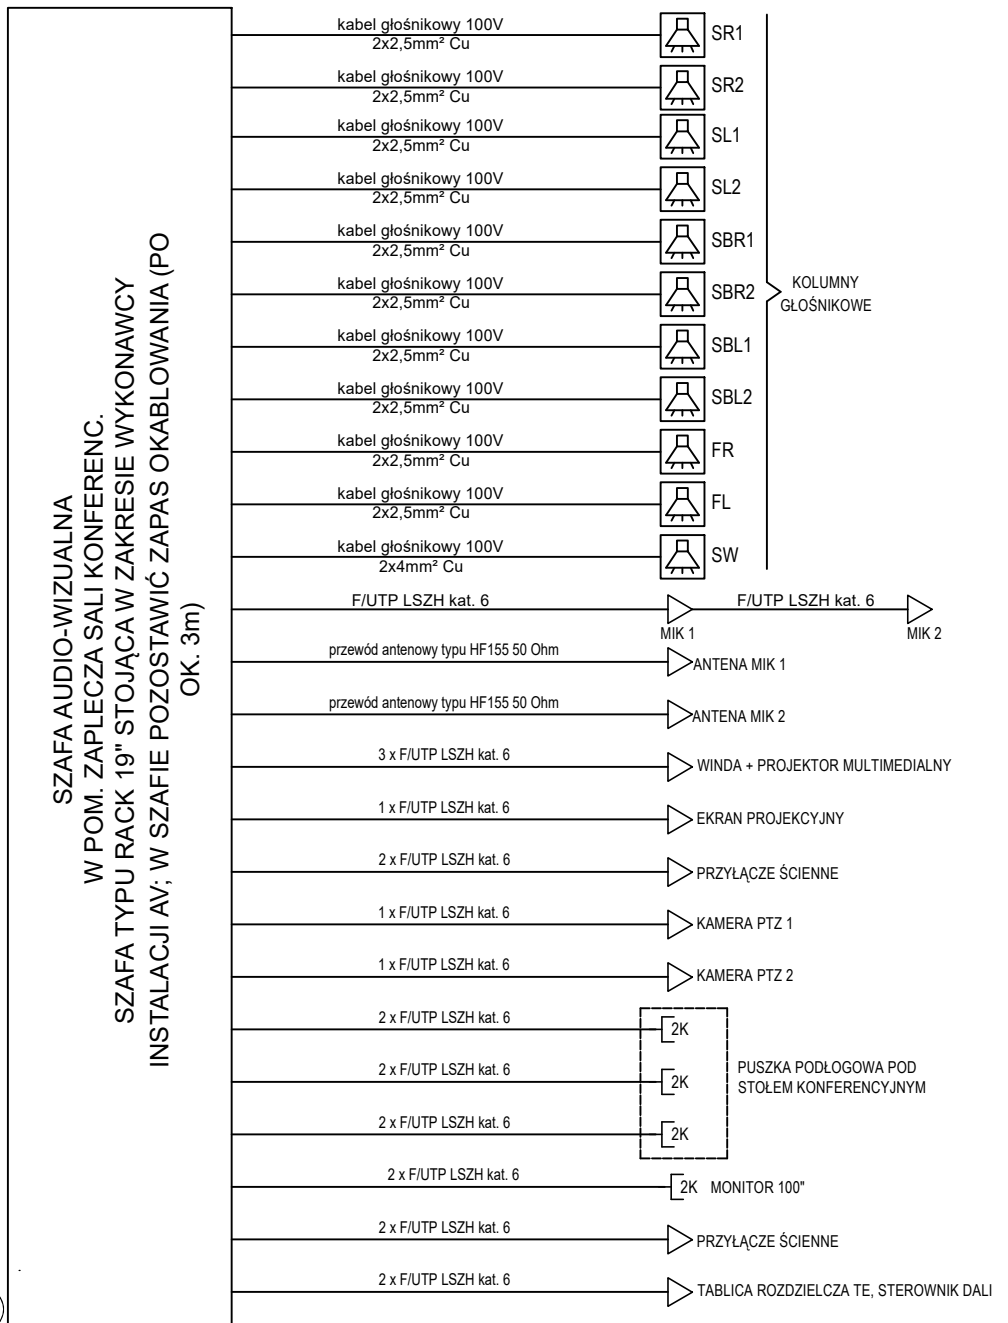 SZAFA AUDIO-WIZUALNA
W POM. ZAPLECZA SALI KONFERENC.
SZAFA TYPU RACK 19" STOJĄCA W ZAKRESIE WYKONAWCY
INSTALACJI AV; W SZAFIE POZOSTAWIĆ ZAPAS OKABLOWANIA (PO
OK. 3m)
kabel głośnikowy 100V
2x2,5mm² Cu
SR1
kabel głośnikowy 100V
2x2,5mm² Cu
SR2
kabel głośnikowy 100V
2x2,5mm² Cu
SL1
kabel głośnikowy 100V
2x2,5mm² Cu
SL2
kabel głośnikowy 100V
2x2,5mm² Cu
SBR1
kabel głośnikowy 100V
2x2,5mm² Cu
SBR2
KOLUMNY
GŁOŚNIKOWE
kabel głośnikowy 100V
2x2,5mm² Cu
SBL1
kabel głośnikowy 100V
2x2,5mm² Cu
SBL2
kabel głośnikowy 100V
2x2,5mm² Cu
FR
kabel głośnikowy 100V
2x2,5mm² Cu
FL
kabel głośnikowy 100V
2x4mm² Cu
SW
F/UTP LSZH kat. 6
MIK 1
F/UTP LSZH kat. 6
MIK 2
przewód antenowy typu HF155 50 Ohm
ANTENA MIK 1
przewód antenowy typu HF155 50 Ohm
ANTENA MIK 2
3 x F/UTP LSZH kat. 6
WINDA + PROJEKTOR MULTIMEDIALNY
1 x F/UTP LSZH kat. 6
EKRAN PROJEKCYJNY
2 x F/UTP LSZH kat. 6
PRZYŁĄCZE ŚCIENNE
1 x F/UTP LSZH kat. 6
KAMERA PTZ 1
1 x F/UTP LSZH kat. 6
KAMERA PTZ 2
2 x F/UTP LSZH kat. 6
2K
2 x F/UTP LSZH kat. 6
2K
PUSZKA PODŁOGOWA POD
STOŁEM KONFERENCYJNYM
2 x F/UTP LSZH kat. 6
2K
2 x F/UTP LSZH kat. 6
2K MONITOR 100"
2 x F/UTP LSZH kat. 6
PRZYŁĄCZE ŚCIENNE
2 x F/UTP LSZH kat. 6
TABLICA ROZDZIELCZA TE, STEROWNIK DALI